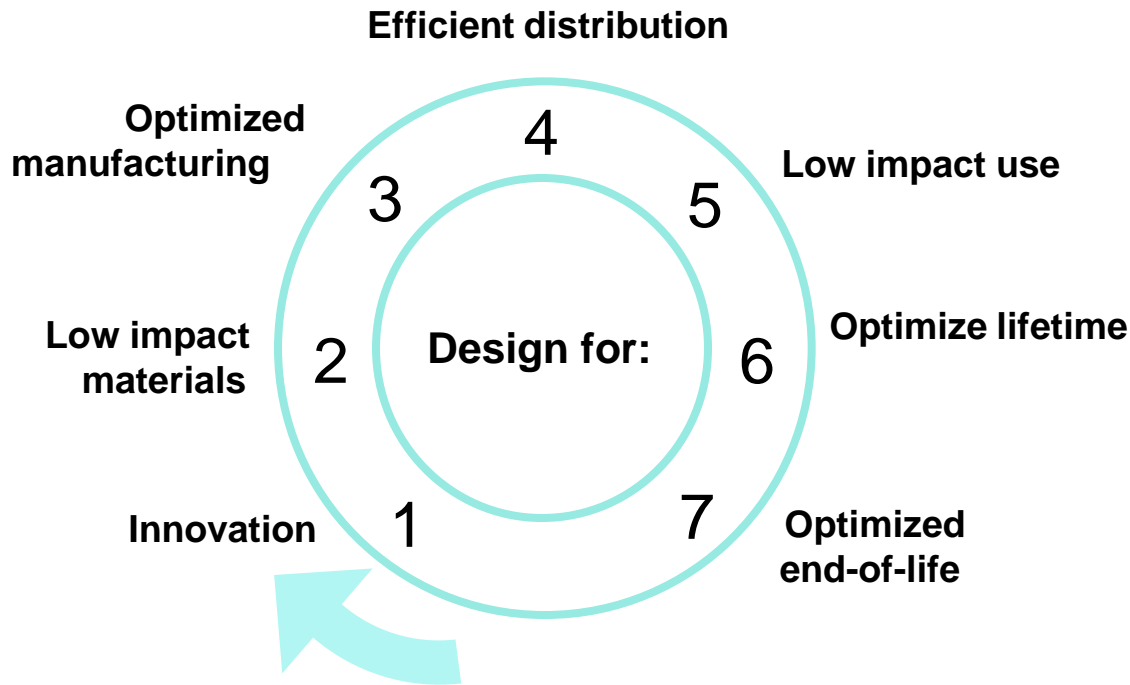 Efficient distribution
Optimized
manufacturing
4
3
Low impact use
5
Low impact
materials
2
Design for:
6
Optimize lifetime
Innovation
1
7
Optimized
end-of-life